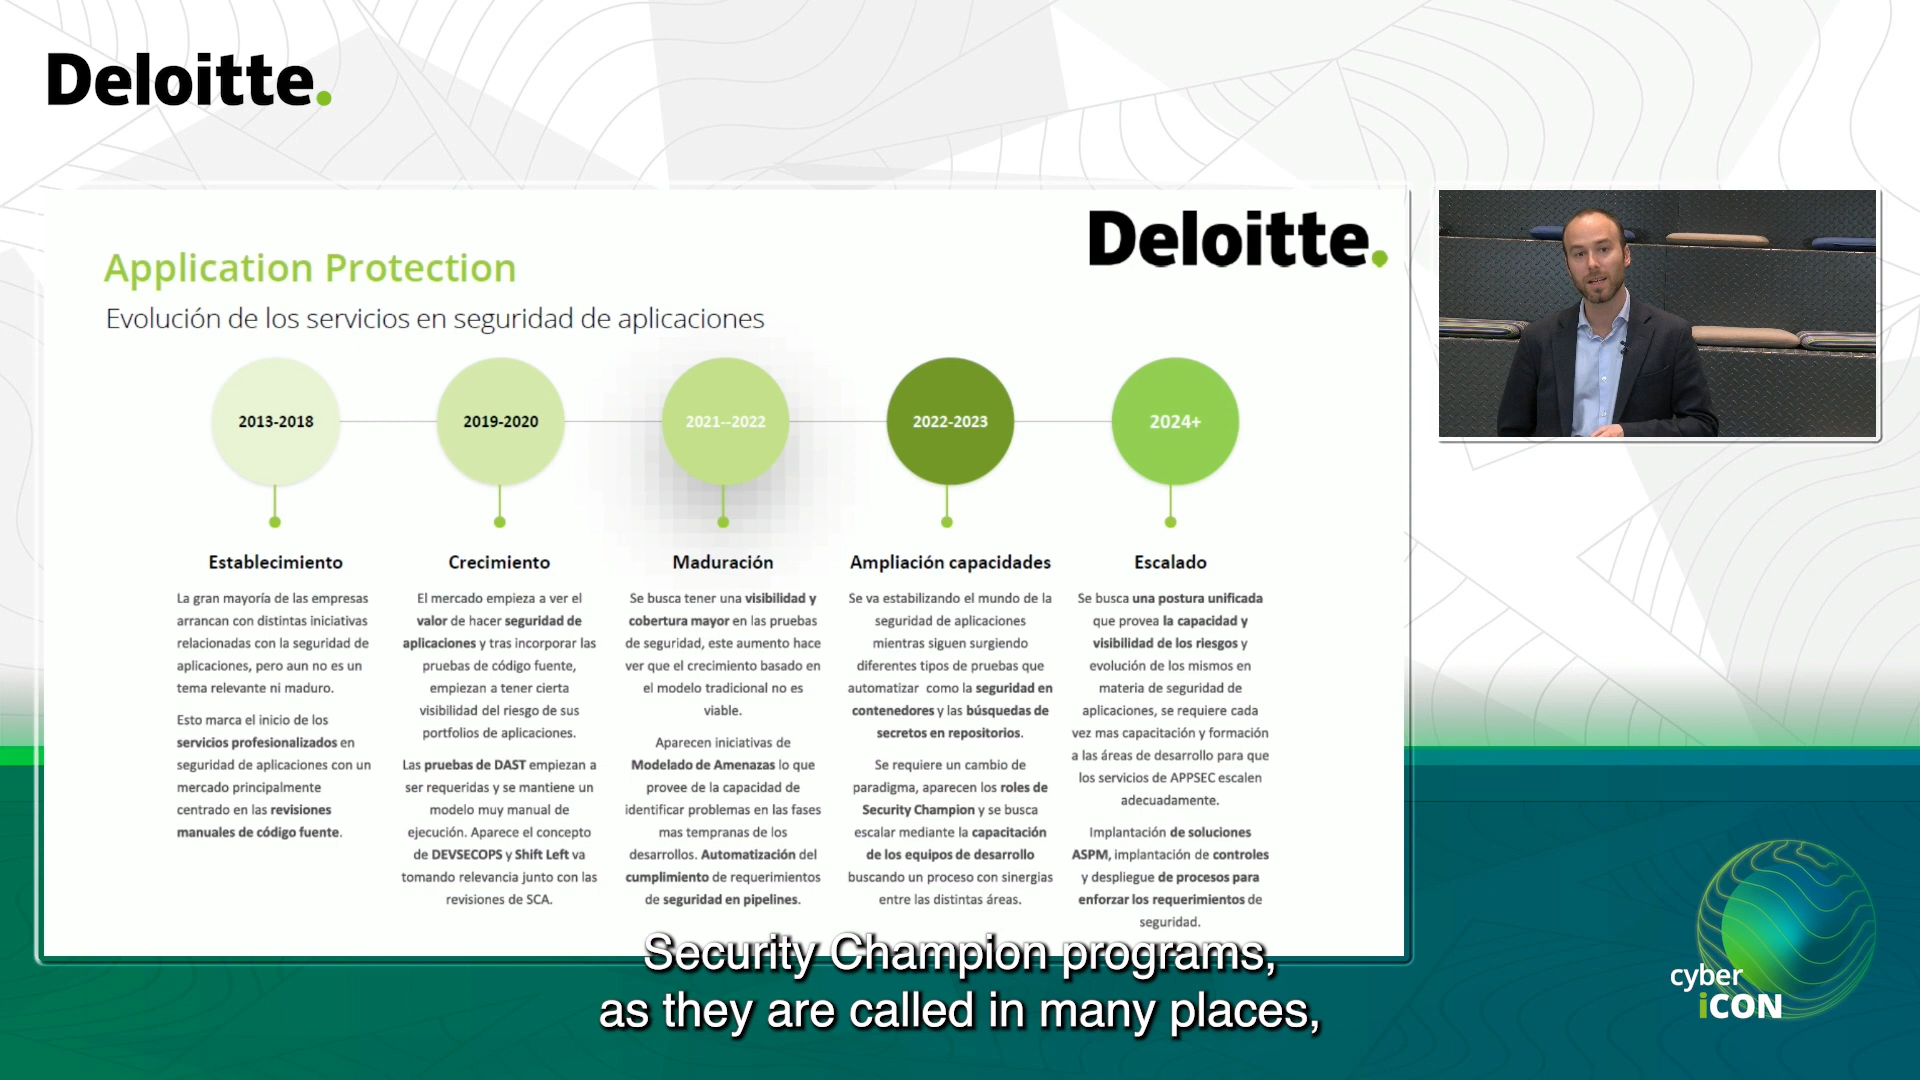 Deloitte.
Deloitte.
Application Protection
Evolución de los servicios en seguridad de aplicaciones
2013-2018
2019-2020
2021--2022
2022-2023
2024+
Establecimiento
La gran mayoría de las empresas
arrancan con distintas iniciativas
relacionadas con la seguridad de
aplicaciones, pero aun no es un
tema relevante ni maduro.
Esto marca el inicio de los
servicios profesionalizados en
seguridad de aplicaciones con un
mercado principalmente
centrado en las revisiones
manuales de código fuente.
Crecimiento
El mercado empieza a ver el
valor de hacer seguridad de
aplicaciones y tras incorporar las
pruebas de código fuente,
empiezan a tener cierta
visibilidad del riesgo de sus
portfolios de aplicaciones.
Las pruebas de DAST empiezan a
ser requeridas y se mantiene un
modelo muy manual de
ejecución. Aparece el concepto
de DEVSECOPS y Shift Left va
tomando relevancia junto con las
revisiones de SCA.
Maduración
Se busca tener una visibilidad y
cobertura mayor en las pruebas
de seguridad, este aumento hace
ver que el crecimiento basado en
el modelo tradicional no es
viable.
Aparecen iniciativas de
Modelado de Amenazas lo que
provee de la capacidad de
identificar problemas en las fases
mas tempranas de los
desarrollos. Automatización del
cumplimiento de requerimientos
de seguridad en pipelines.
Ampliación capacidades
Se va estabilizando el mundo de la
seguridad de aplicaciones
mientras siguen surgiendo
diferentes tipos de pruebas que
automatizar como la seguridad en
contenedores y las búsquedas de
secretos en repositorios.
Se requiere un cambio de
paradigma, aparecen los roles de
Security Champion y se busca
escalar mediante la capacitación
de los equipos de desarrollo
buscando un proceso con sinergias
entre las distintas áreas.
Escalado
Se busca una postura unificada
que provea la capacidad y
visibilidad de los riesgos y
evolución de los mismos en
materia de seguridad de
aplicaciones, se requiere cada
vez mas capacitación y formación
a las áreas de desarrollo para que
los servicios de APPSEC escalen
adecuadamente.
Implantación de soluciones
ASPM, implantación de controles
y despliegue de procesos para
enforzar los requerimientos de
seguridad.
Security Champion programs,
as they are called in many places,
cyber
iCON